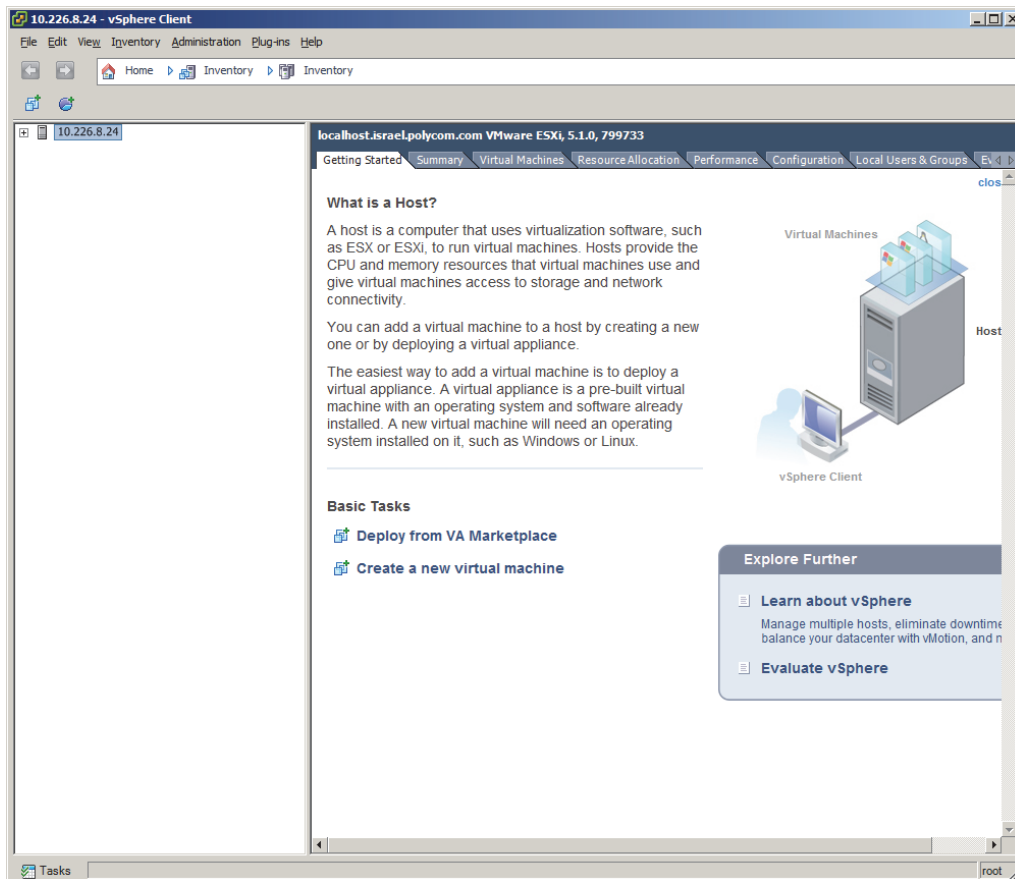 10.226.8.24 - vSphere Client
File Edit View Inventory Administration Plug-ins Help
Home Inventory Inventory
10.226.8.24
localhost.israel.polycom.com VMware ESXi, 5.1.0, 799733
Getting Started Summary Virtual Machines Resource Allocation Performance Configuration Local Users & Groups Ev
clos
What is a Host?
A host is a computer that uses virtualization software, such
as ESX or ESXi, to run virtual machines. Hosts provide the
CPU and memory resources that virtual machines use and
give virtual machines access to storage and network
connectivity.
You can add a virtual machine to a host by creating a new
one or by deploying a virtual appliance.
The easiest way to add a virtual machine is to deploy a
virtual appliance. A virtual appliance is a pre-built virtual
machine with an operating system and software already
installed. A new virtual machine will need an operating
system installed on it, such as Windows or Linux.
Virtual Machines
Host
vSphere Client
Basic Tasks
Deploy from VA Marketplace
Create a new virtual machine
Explore Further
Learn about vSphere
Manage multiple hosts, eliminate downtime
balance your datacenter with vMotion, and n
Evaluate vSphere
Tasks
root